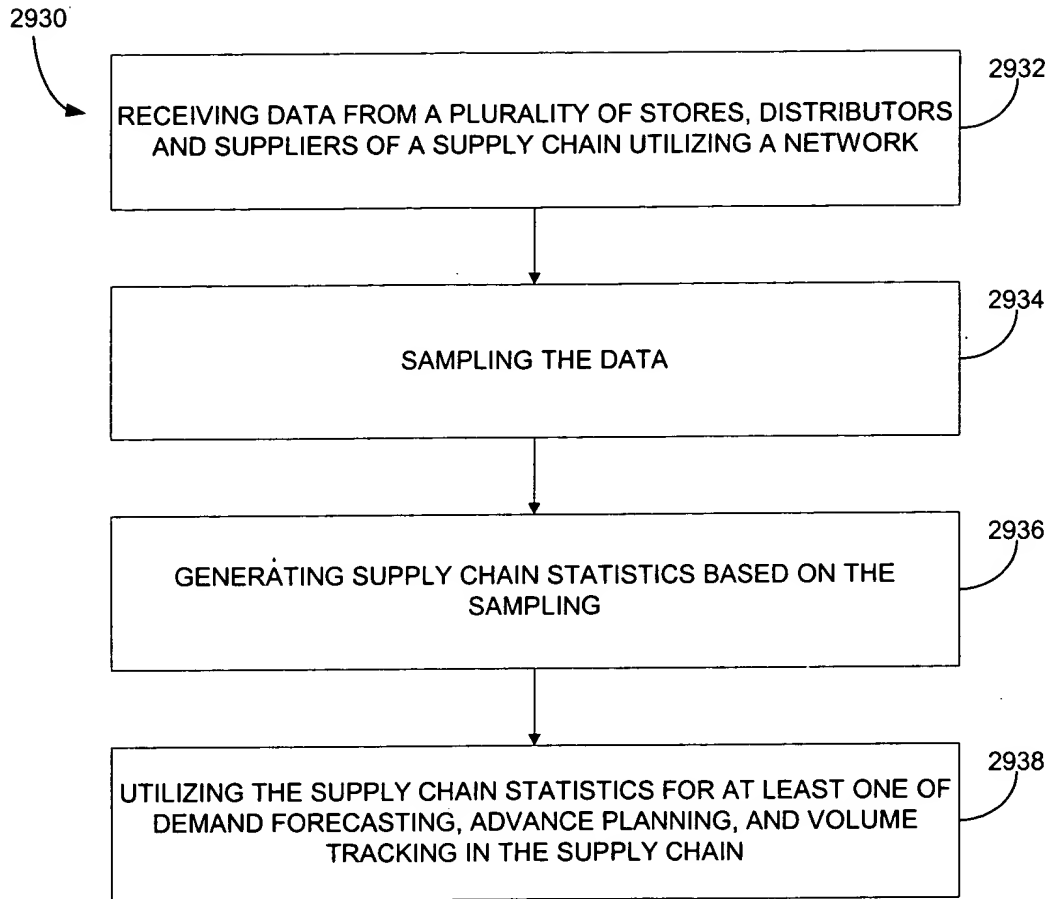 2930
2932
RECEIVING DATA FROM A PLURALITY OF STORES, DISTRIBUTORS
AND SUPPLIERS OF A SUPPLY CHAIN UTILIZING A NETWORK
2934
SAMPLING THE DATA
2936
GENERATING SUPPLY CHAIN STATISTICS BASED ON THE
SAMPLING
2938
UTILIZING THE SUPPLY CHAIN STATISTICS FOR AT LEAST ONE OF
DEMAND FORECASTING, ADVANCE PLANNING, AND VOLUME
TRACKING IN THE SUPPLY CHAIN